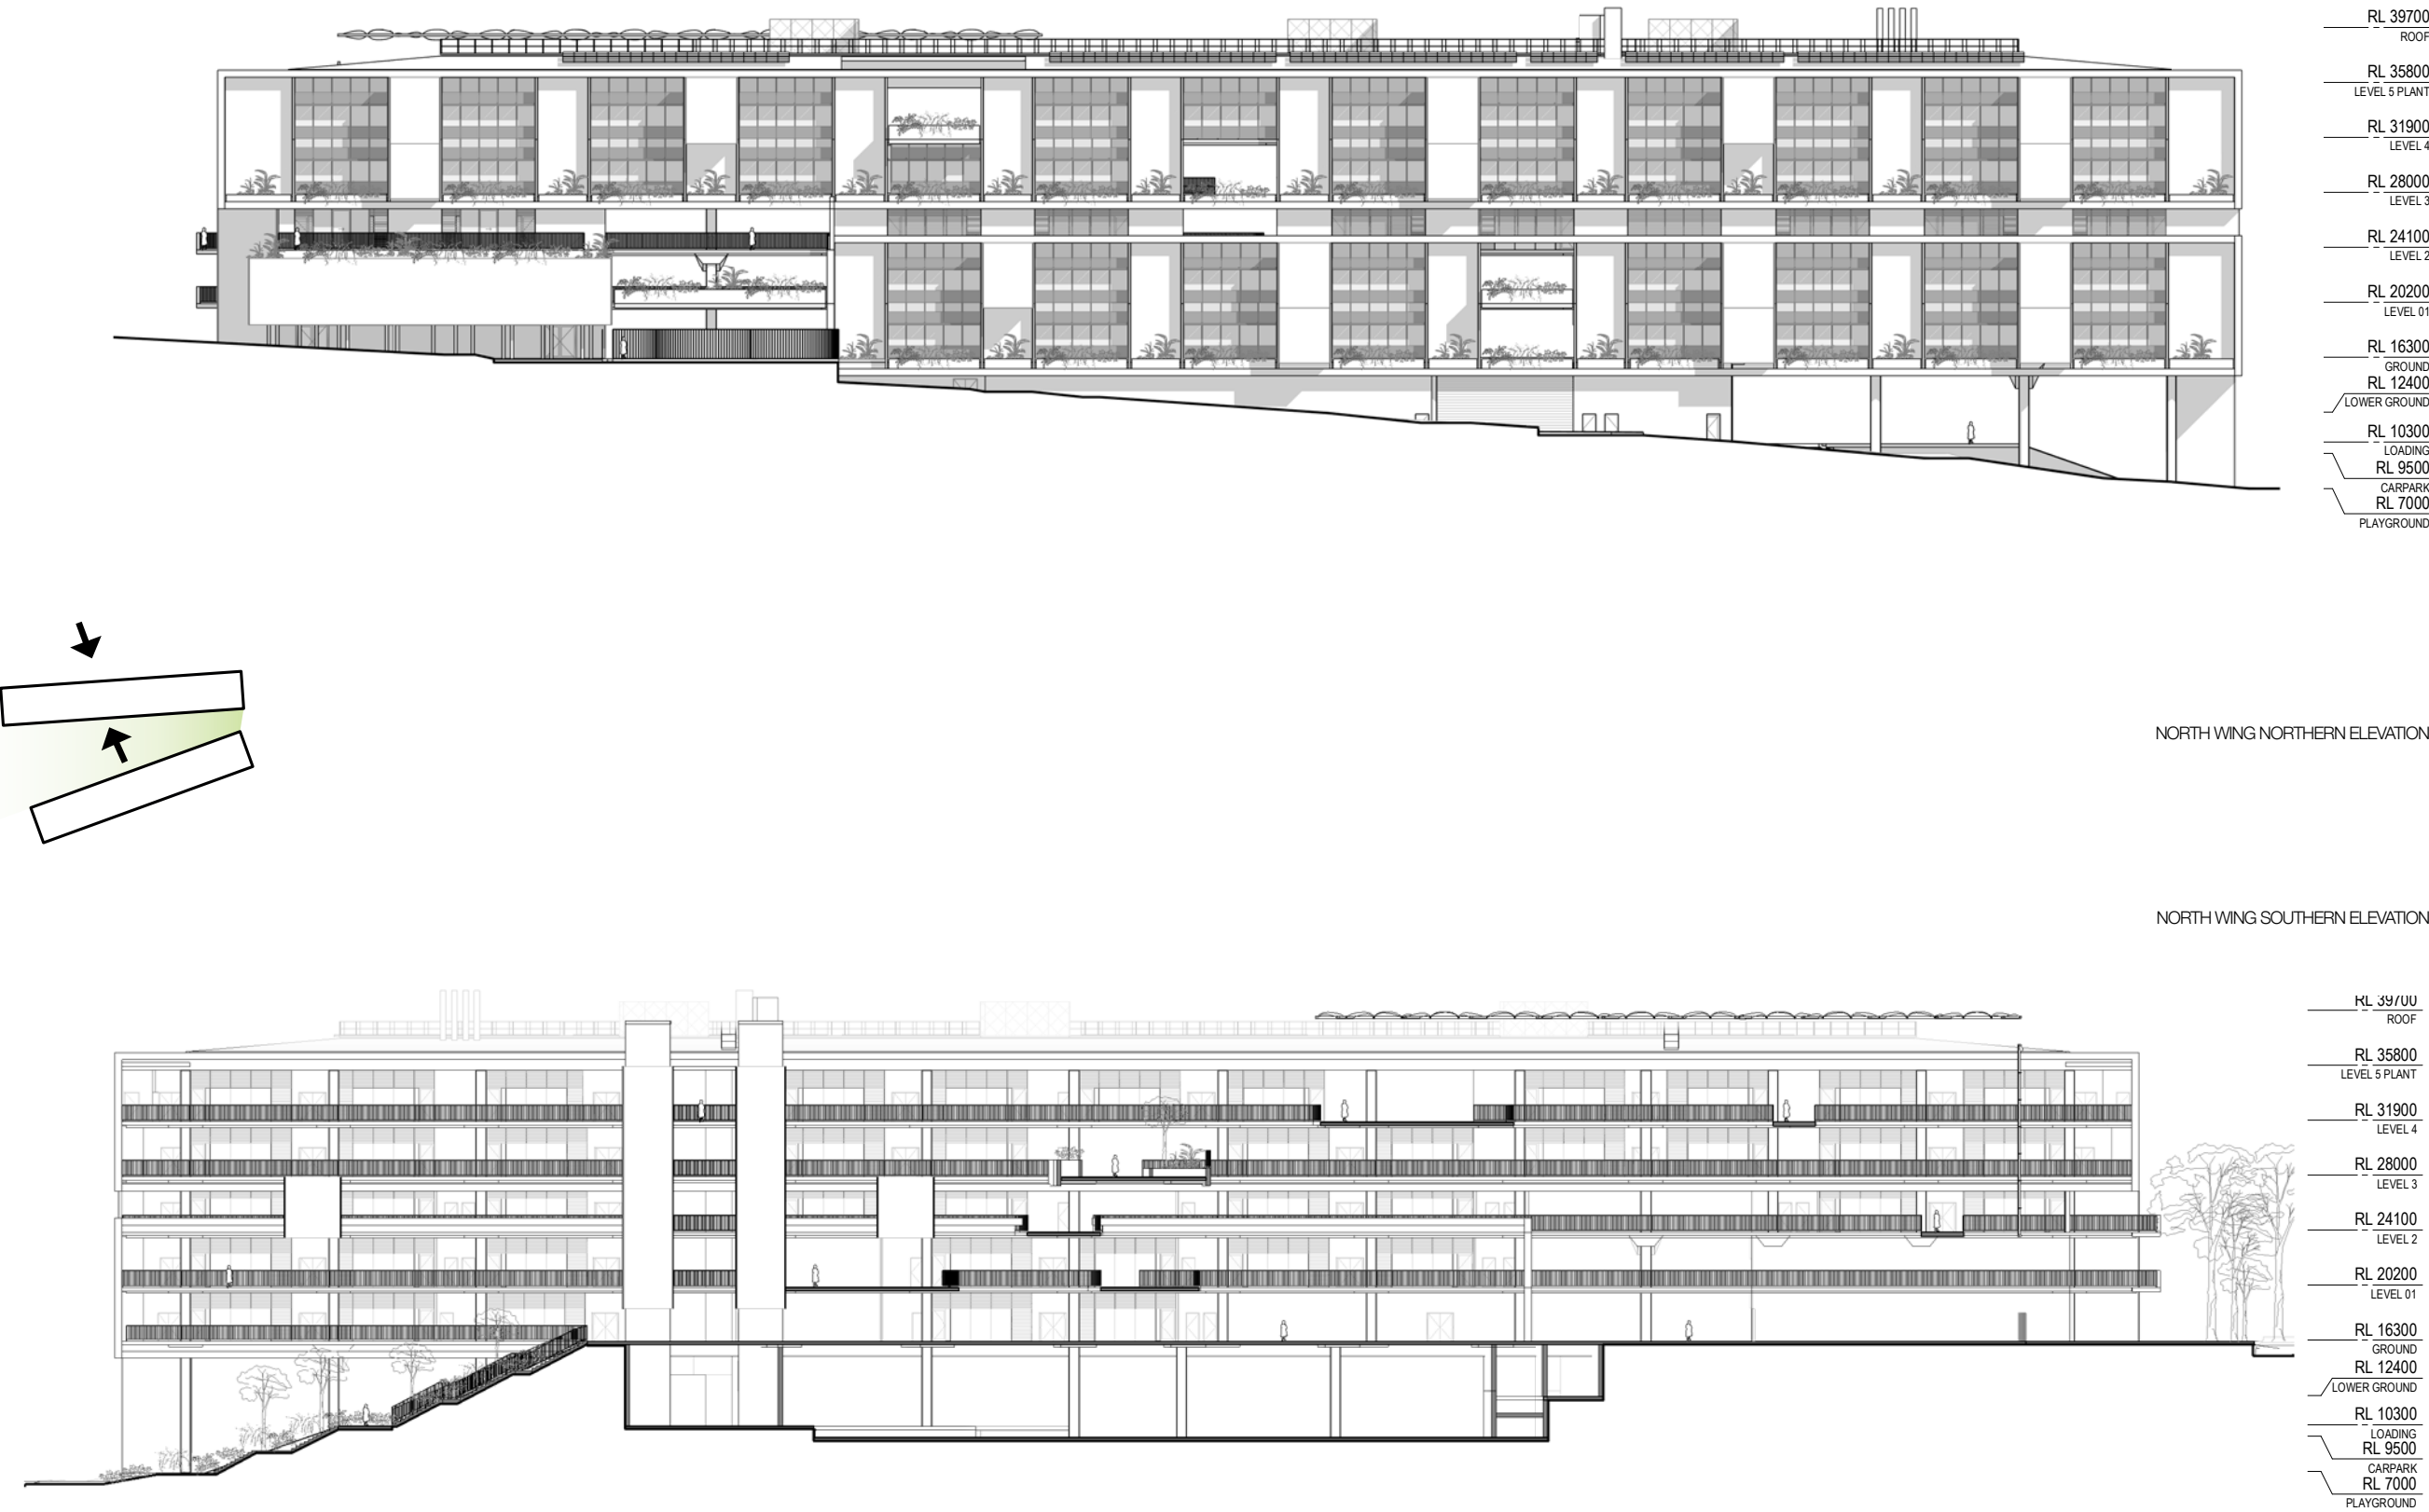 RL 39700
ROOF
RL 35800
LEVEL 5 PLANT
RL 31900
LEVEL 4
RL 28000
LEVEL 3
RL 24100
LEVEL 2
RL 20200
LEVEL 01
RL 16300
GROUND
RL 12400
LOWER GROUND
RL 10300
LOADING
RL 9500
CARPARK
RL 7000
PLAYGROUND
NORTH WING NORTHERN ELEVATION
NORTH WING SOUTHERN ELEVATION
RL 39700
ROOF
RL 35800
LEVEL 5 PLANT
RL 31900
LEVEL 4
RL 28000
LEVEL 3
RL 24100
LEVEL 2
RL 20200
LEVEL 01
RL 16300
GROUND
RL 12400
LOWER GROUND
RL 10300
LOADING
RL 9500
CARPARK
RL 7000
PLAYGROUND